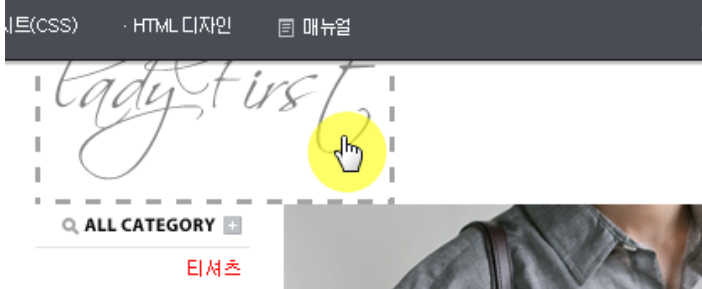 시트(CSS) · HTML 디자인 매뉴얼
Lady First
ALL CATEGORY +
티셔츠